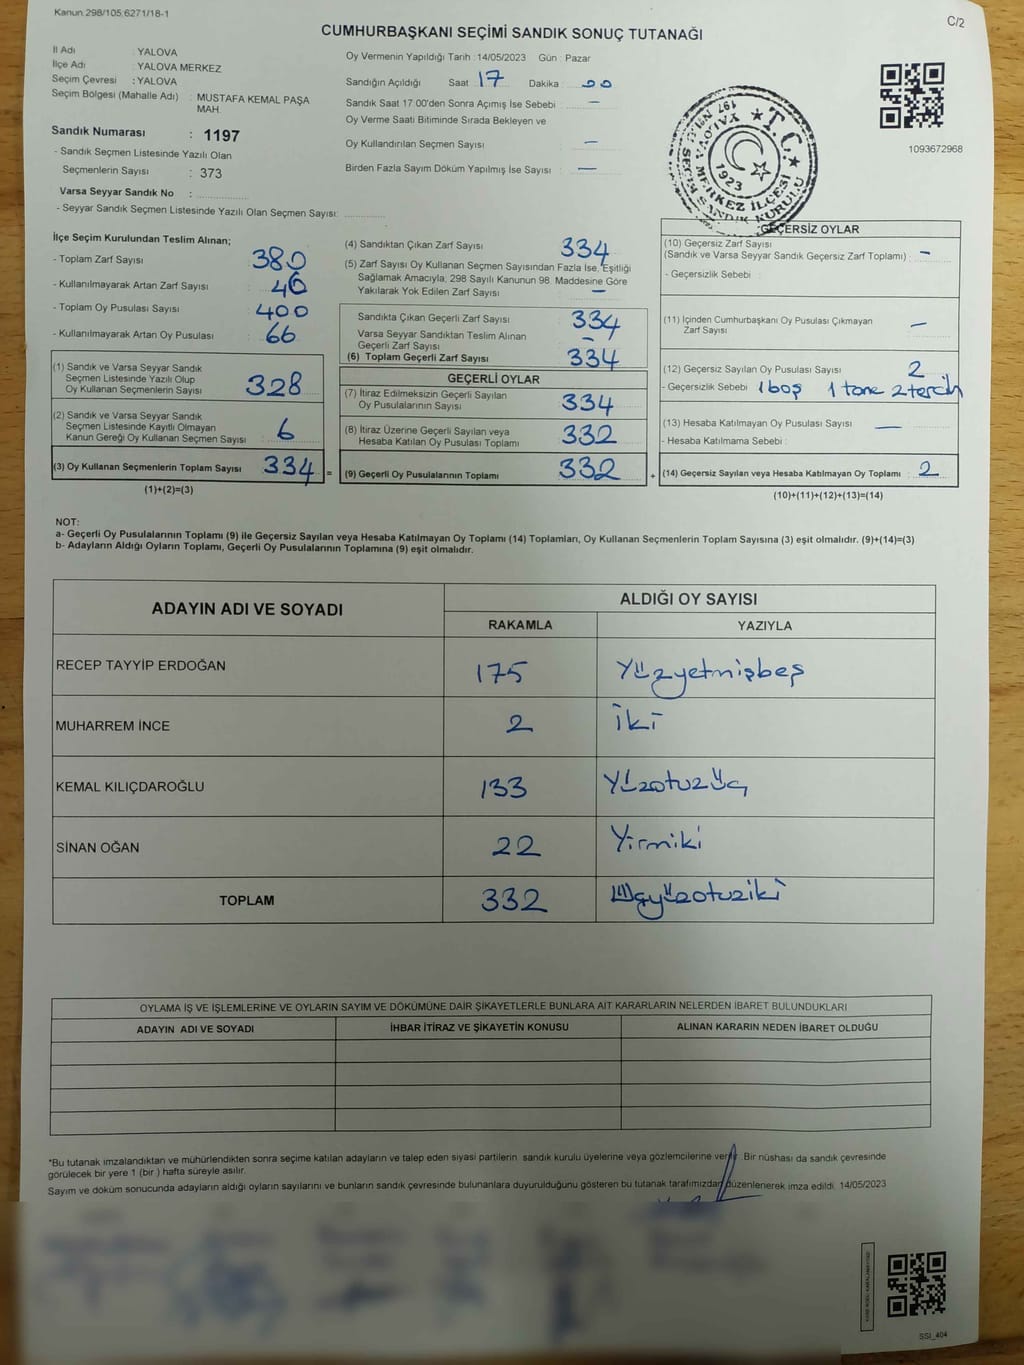 Kanun:298/105;6271/18-1
C/2
CUMHURBAŞKANI SEÇİMİ SANDIK SONUÇ TUTANAĞI
İl Adı : YALOVA
İlçe Adı : YALOVA MERKEZ
Seçim Çevresi : YALOVA
Seçim Bölgesi (Mahalle Adı) : MUSTAFA KEMAL PAŞA
MAH.
Sandık Numarası : 1197
- Sandık Seçmen Listesinde Yazılı Olan
Seçmenlerin Sayısı : 373
Varsa Seyyar Sandık No :
- Seyyar Sandık Seçmen Listesinde Yazılı Olan Seçmen Sayısı:
Oy Vermenin Yapıldığı Tarih : 14/05/2023 Gün : Pazar
Sandığın Açıldığı Saat 17 Dakika : 00
Sandık Saat 17:00'den Sonra Açımış İse Sebebi : —
Oy Verme Saati Bitiminde Sırada Bekleyen ve
Oy Kullandırılan Seçmen Sayısı : —
Birden Fazla Sayım Döküm Yapılmış İse Sayısı : —
T.C.
YALOVA MERKEZ İLÇESİ
1197 NOLU SEÇİM SANDIK KURULU
1923
1093672968
İlçe Seçim Kurulundan Teslim Alınan;
- Toplam Zarf Sayısı : 380
- Kullanılmayarak Artan Zarf Sayısı : 46
- Toplam Oy Pusulası Sayısı : 400
- Kullanılmayarak Artan Oy Pusulası : 66
(1) Sandık ve Varsa Seyyar Sandık
Seçmen Listesinde Yazılı Olup
Oy Kullanan Seçmenlerin Sayısı : 328
(2) Sandık ve Varsa Seyyar Sandık
Seçmen Listesinde Kayıtlı Olmayan
Kanun Gereği Oy Kullanan Seçmen Sayısı : 6
(3) Oy Kullanan Seçmenlerin Toplam Sayısı : 334 =
(1)+(2)=(3)
(4) Sandıktan Çıkan Zarf Sayısı : 334
(5) Zarf Sayısı Oy Kullanan Seçmen Sayısından Fazla İse, Eşitliği
Sağlamak Amacıyla; 298 Sayılı Kanunun 98. Maddesine Göre
Yakılarak Yok Edilen Zarf Sayısı : —
Sandıkta Çıkan Geçerli Zarf Sayısı : 334
Varsa Seyyar Sandıktan Teslim Alınan
Geçerli Zarf Sayısı : —
(6) Toplam Geçerli Zarf Sayısı : 334
GEÇERLİ OYLAR
(7) İtiraz Edilmeksizin Geçerli Sayılan
Oy Pusulalarının Sayısı : 334
(8) İtiraz Üzerine Geçerli Sayılan veya
Hesaba Katılan Oy Pusulası Toplamı : 332
(9) Geçerli Oy Pusulalarının Toplamı : 332 +
GEÇERSİZ OYLAR
(10) Geçersiz Zarf Sayısı
(Sandık ve Varsa Seyyar Sandık Geçersiz Zarf Toplamı) : —
- Geçersizlik Sebebi :
(11) İçinden Cumhurbaşkanı Oy Pusulası Çıkmayan
Zarf Sayısı : —
(12) Geçersiz Sayılan Oy Pusulası Sayısı : 2
- Geçersizlik Sebebi : 1 boş 1 tane 2 tercih
(13) Hesaba Katılmayan Oy Pusulası Sayısı : —
- Hesaba Katılmama Sebebi :
(14) Geçersiz Sayılan veya Hesaba Katılmayan Oy Toplamı : 2
(10)+(11)+(12)+(13)=(14)
NOT:
a- Geçerli Oy Pusulalarının Toplamı (9) ile Geçersiz Sayılan veya Hesaba Katılmayan Oy Toplamı (14) Toplamları, Oy Kullanan Seçmenlerin Toplam Sayısına (3) eşit olmalıdır. (9)+(14)=(3)
b- Adayların Aldığı Oyların Toplamı, Geçerli Oy Pusulalarının Toplamına (9) eşit olmalıdır.
ADAYIN ADI VE SOYADI ALDIĞI OY SAYISI
RAKAMLA YAZIYLA
RECEP TAYYİP ERDOĞAN 175 Yüzyetmişbeş
MUHARREM İNCE 2 İki
KEMAL KILIÇDAROĞLU 133 Yüzotuzüç
SİNAN OĞAN 22 Yirmiki
TOPLAM 332 Üçyüzotuziki
OYLAMA İŞ VE İŞLEMLERİNE VE OYLARIN SAYIM VE DÖKÜMÜNE DAİR ŞİKAYETLERLE BUNLARA AİT KARARLARIN NELERDEN İBARET BULUNDUKLARI
ADAYIN ADI VE SOYADI İHBAR İTİRAZ VE ŞİKAYETİN KONUSU ALINAN KARARIN NEDEN İBARET OLDUĞU
*Bu tutanak imzalandıktan ve mühürlendikten sonra seçime katılan adayların ve talep eden siyasi partilerin sandık kurulu üyelerine veya gözlemcilerine verilir. Bir nüshası da sandık çevresinde
görülecek bir yere 1 (bir ) hafta süreyle asılır.
Sayım ve döküm sonucunda adayların aldığı oyların sayılarını ve bunların sandık çevresinde bulunanlara duyurulduğunu gösteren bu tutanak tarafımızdan düzenlenerek imza edildi. 14/05/2023
SSI_404